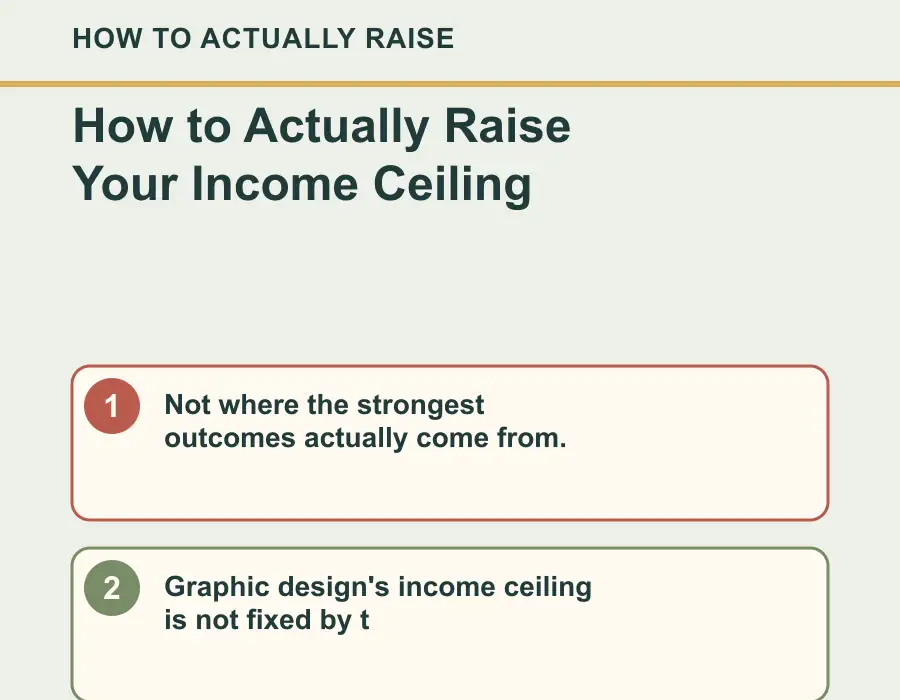 HOW TO ACTUALLY RAISE
How to Actually Raise
Your Income Ceiling
1
Not where the strongest
outcomes actually come from.
2
Graphic design's income ceiling
is not fixed by t